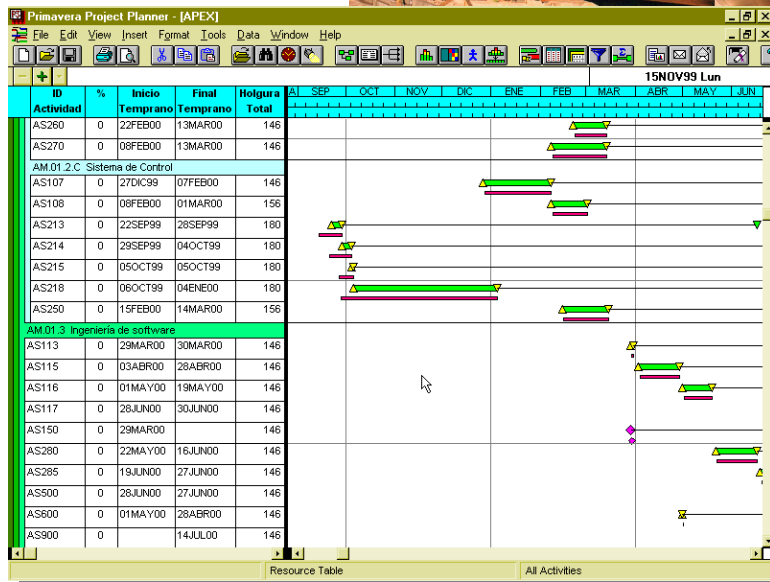 Primavera Project Planner - [APEX]
File Edit View Insert Format Tools Data Window Help
15NOV99 Lun
ID Actividad % Inicio Temprano Final Temprano Holgura Total A SEP OCT NOV DIC ENE FEB MAR ABR MAY JUN
AS260 0 22FEB00 13MAR00 146
AS270 0 08FEB00 13MAR00 146
AM.01.2.C Sistema de Control
AS107 0 27DIC99 07FEB00 146
AS108 0 08FEB00 01MAR00 156
AS213 0 22SEP99 28SEP99 180
AS214 0 29SEP99 04OCT99 180
AS215 0 05OCT99 05OCT99 180
AS218 0 06OCT99 04ENE00 180
AS250 0 15FEB00 14MAR00 156
AM.01.3 Ingeniería de software
AS113 0 29MAR00 30MAR00 146
AS115 0 03ABR00 28ABR00 146
AS116 0 01MAY00 19MAY00 146
AS117 0 28JUN00 30JUN00 146
AS150 0 29MAR00 146
AS280 0 22MAY00 16JUN00 146
AS285 0 19JUN00 27JUN00 146
AS500 0 28JUN00 27JUN00 146
AS600 0 01MAY00 28ABR00 146
AS900 0 14JUL00 146
Resource Table All Activities